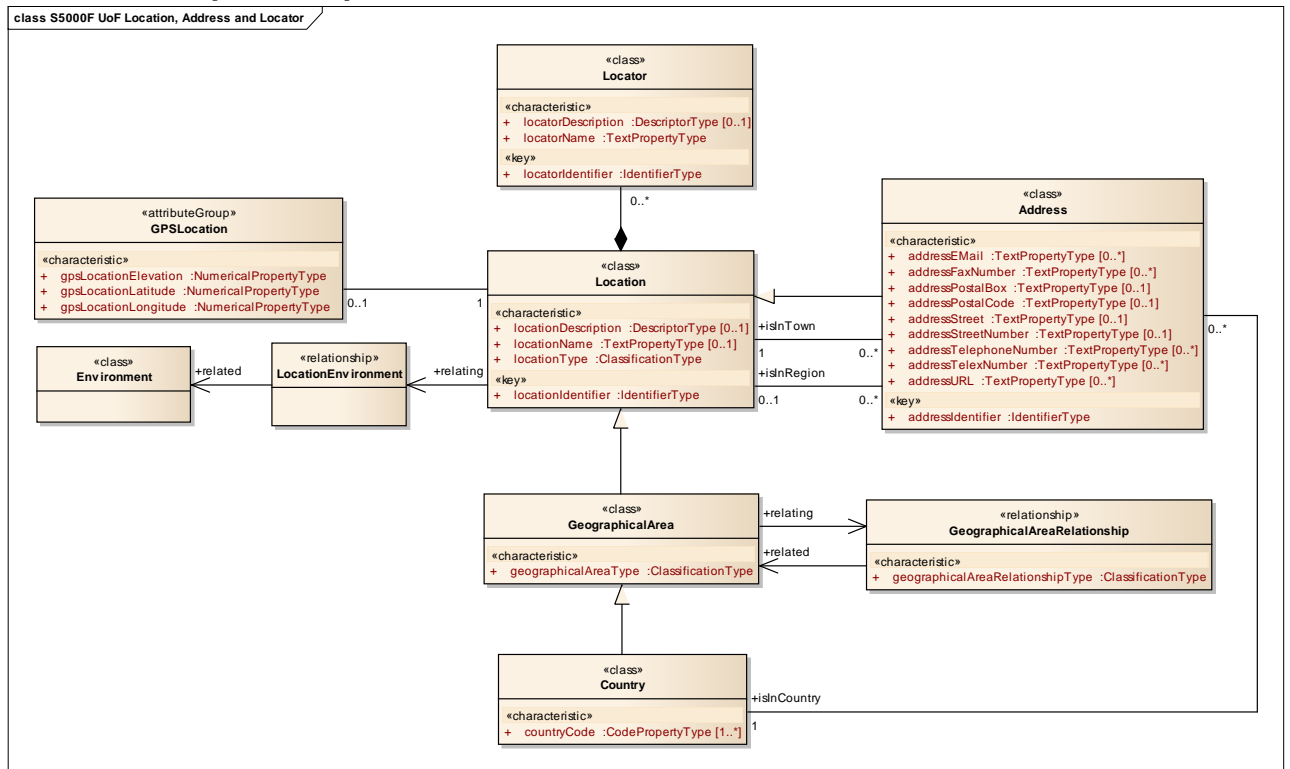 class S5000F UoF Location, Address and Locator
«class»
Locator
«characteristic»
+ locatorDescription :DescriptorType [0..1]
+ locatorName :TextPropertyType
«key»
+ locatorIdentifier :IdentifierType
0..*
«attributeGroup»
GPSLocation
«characteristic»
+ gpsLocationElevation :NumericalPropertyType
+ gpsLocationLatitude :NumericalPropertyType
+ gpsLocationLongitude :NumericalPropertyType
0..1
1
«class»
Location
«characteristic»
+ locationDescription :DescriptorType [0..1]
+ locationName :TextPropertyType [0..1]
+ locationType :ClassificationType
«key»
+ locationIdentifier :IdentifierType
«class»
Address
«characteristic»
+ addressEMail :TextPropertyType [0..*]
+ addressFaxNumber :TextPropertyType [0..*]
+ addressPostalBox :TextPropertyType [0..1]
+ addressPostalCode :TextPropertyType [0..1]
+ addressStreet :TextPropertyType [0..1]
+ addressStreetNumber :TextPropertyType [0..1]
+ addressTelephoneNumber :TextPropertyType [0..*]
+ addressTelexNumber :TextPropertyType [0..*]
+ addressURL :TextPropertyType [0..*]
«key»
+ addressIdentifier :IdentifierType
+isInTown
1
0..*
+isInRegion
0..1
0..*
0..*
«class»
Environment
+related
«relationship»
LocationEnvironment
+relating
«class»
GeographicalArea
«characteristic»
+ geographicalAreaType :ClassificationType
+relating
+related
«relationship»
GeographicalAreaRelationship
«characteristic»
+ geographicalAreaRelationshipType :ClassificationType
«class»
Country
«characteristic»
+ countryCode :CodePropertyType [1..*]
+isInCountry
1